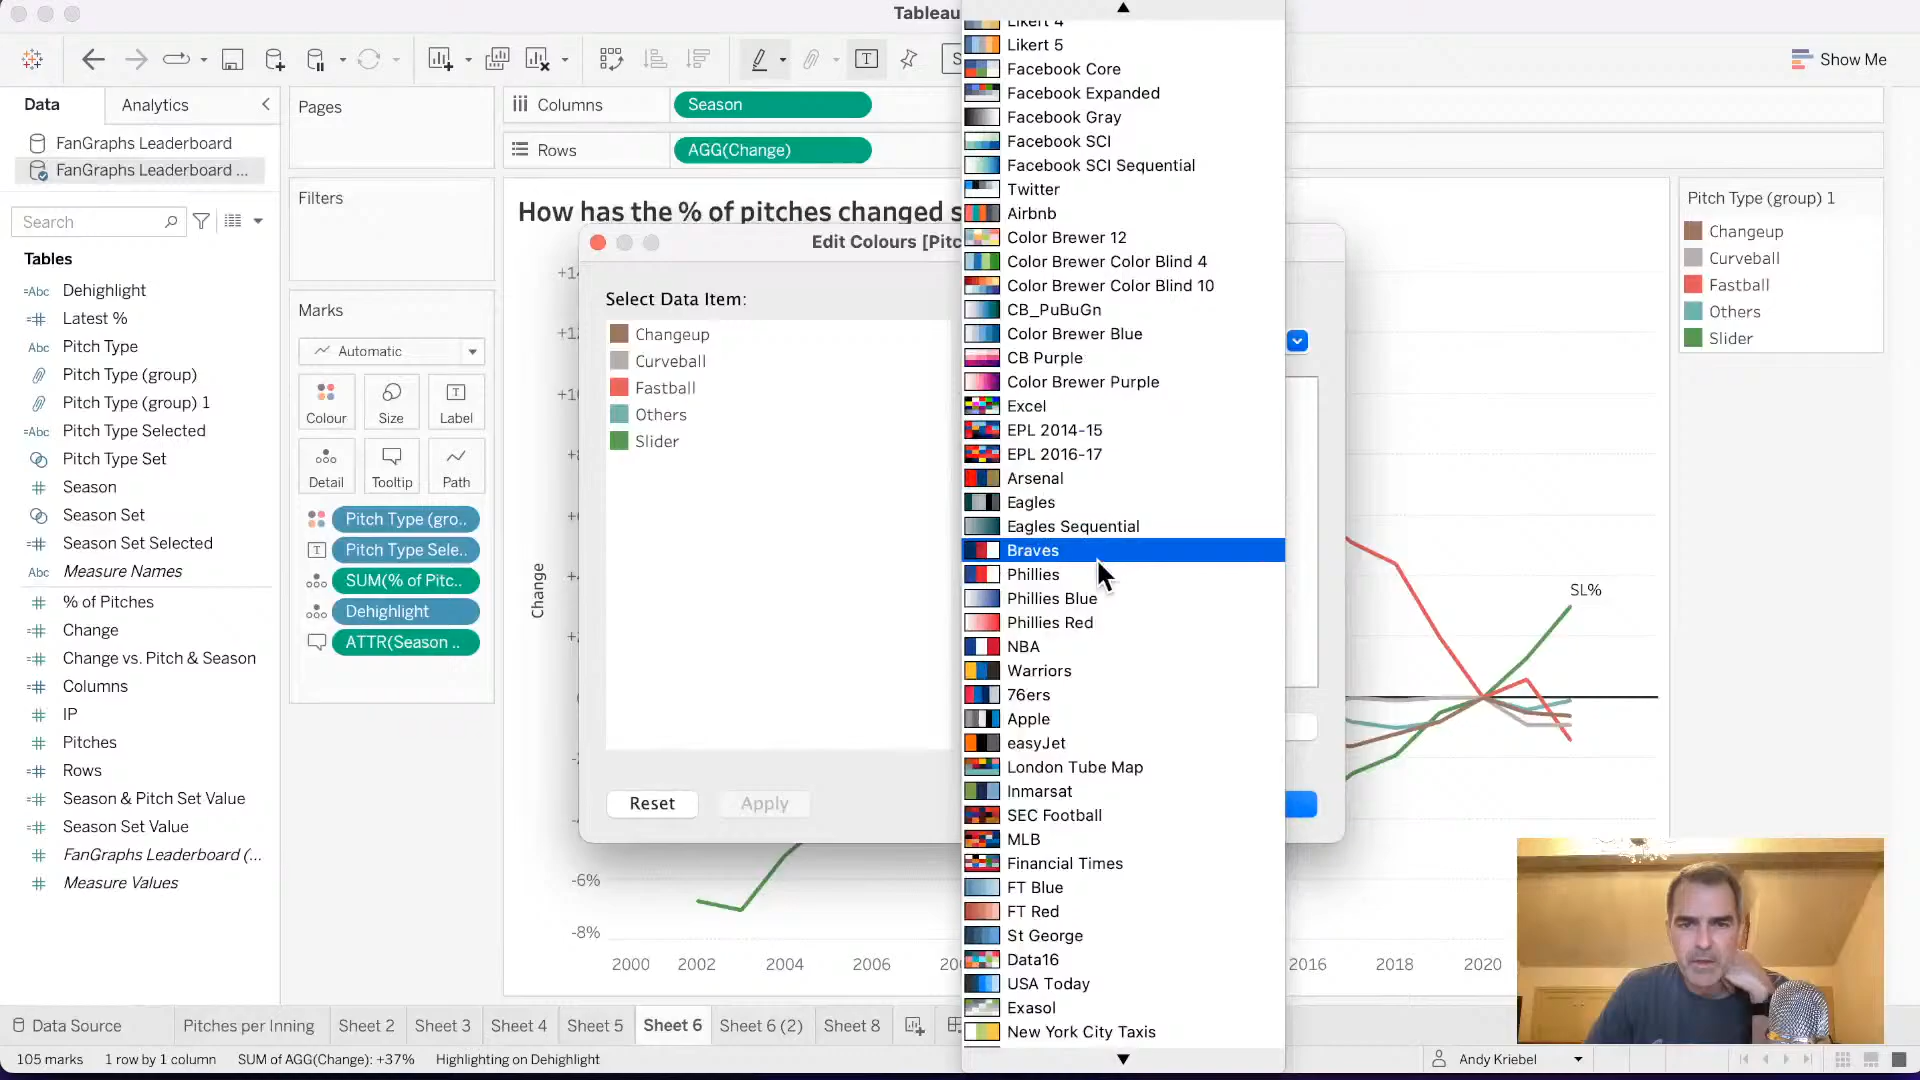 Tableau
Show Me
Data
Analytics
FanGraphs Leaderboard
FanGraphs Leaderboard ...
Search
Tables
Dehighlight
Latest %
Pitch Type
Pitch Type (group)
Pitch Type (group) 1
Pitch Type Selected
Pitch Type Set
Season
Season Set
Season Set Selected
Measure Names
% of Pitches
Change
Change vs. Pitch & Season
Columns
IP
Pitches
Rows
Season & Pitch Set Value
Season Set Value
FanGraphs Leaderboard (...
Measure Values
Pages
Filters
Marks
Automatic
Colour
Size
Label
Detail
Tooltip
Path
Pitch Type (gro..
Pitch Type Sele..
SUM(% of Pitc..
Dehighlight
ATTR(Season ..
Columns
Season
Rows
AGG(Change)
How has the % of pitches changed s
Edit Colours [Pitc
Select Data Item:
Changeup
Curveball
Fastball
Others
Slider
Reset
Apply
Change
-6%
-8%
2000
2002
2004
2006
2016
2018
2020
SL%
Likert 4
Likert 5
Facebook Core
Facebook Expanded
Facebook Gray
Facebook SCI
Facebook SCI Sequential
Twitter
Airbnb
Color Brewer 12
Color Brewer Color Blind 4
Color Brewer Color Blind 10
CB_PuBuGn
Color Brewer Blue
CB Purple
Color Brewer Purple
Excel
EPL 2014-15
EPL 2016-17
Arsenal
Eagles
Eagles Sequential
Braves
Phillies
Phillies Blue
Phillies Red
NBA
Warriors
76ers
Apple
easyJet
London Tube Map
Inmarsat
SEC Football
MLB
Financial Times
FT Blue
FT Red
St George
Data16
USA Today
Exasol
New York City Taxis
Pitch Type (group) 1
Changeup
Curveball
Fastball
Others
Slider
Data Source
Pitches per Inning
Sheet 2
Sheet 3
Sheet 4
Sheet 5
Sheet 6
Sheet 6 (2)
Sheet 8
105 marks
1 row by 1 column
SUM of AGG(Change): +37%
Highlighting on Dehighlight
Andy Kriebel